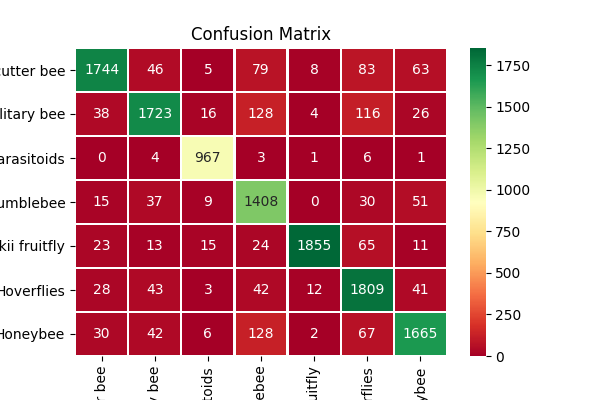 Confusion Matrix
cutter bee 1744 46 5 79 8 83 63
litary bee 38 1723 16 128 4 116 26
arasitoids 0 4 967 3 1 6 1
umblebee 15 37 9 1408 0 30 51
kii fruitfly 23 13 15 24 1855 65 11
Hoverflies 28 43 3 42 12 1809 41
Honeybee 30 42 6 128 2 67 1665
r bee y bee toids ebee uitfly rflies ybee
1750
1500
1250
1000
750
500
250
0